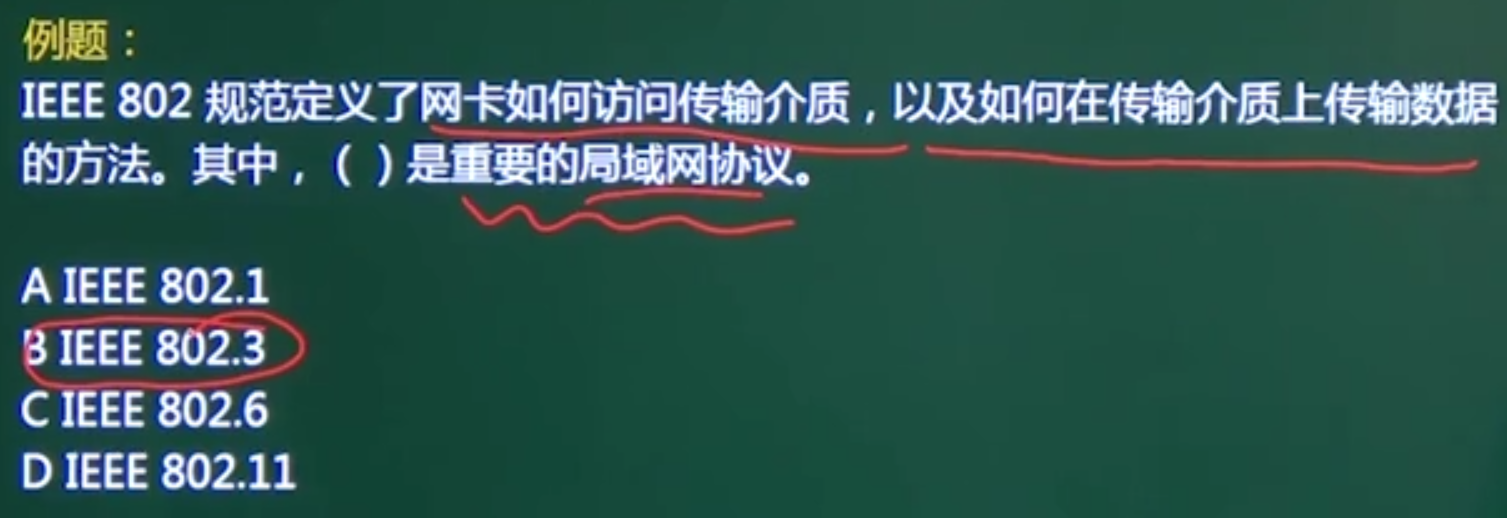 例题：
IEEE 802 规范定义了网卡如何访问传输介质，以及如何在传输介质上传输数据
的方法。其中，（ ）是重要的局域网协议。
A IEEE 802.1
B IEEE 802.3
C IEEE 802.6
D IEEE 802.11